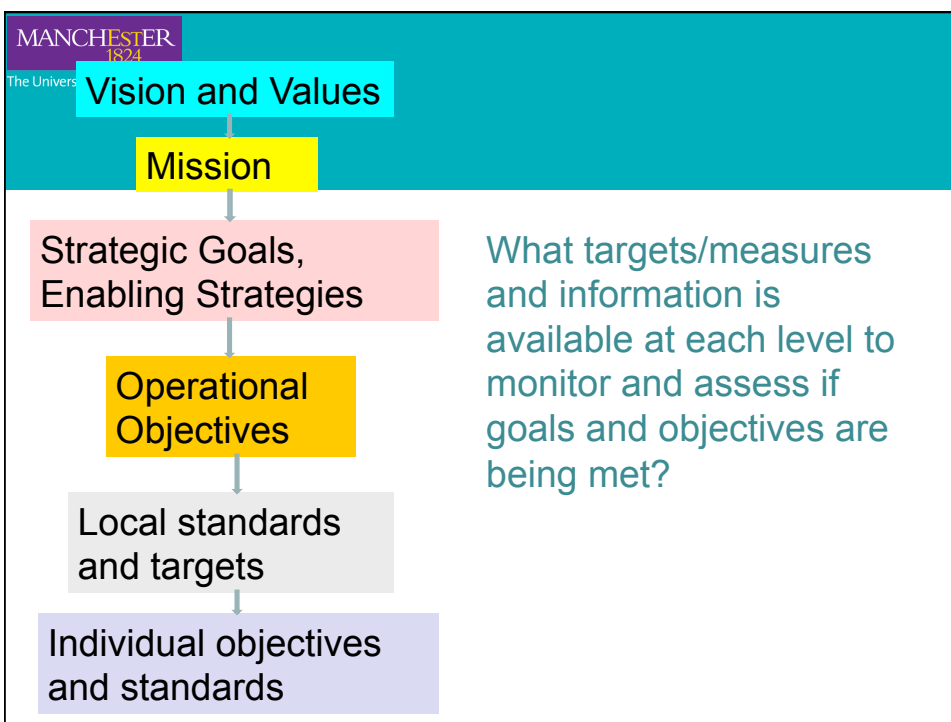 MANCHESTER
1824
The Univers
Vision and Values
Mission
Strategic Goals,
Enabling Strategies
Operational
Objectives
Local standards
and targets
Individual objectives
and standards
What targets/measures
and information is
available at each level to
monitor and assess if
goals and objectives are
being met?